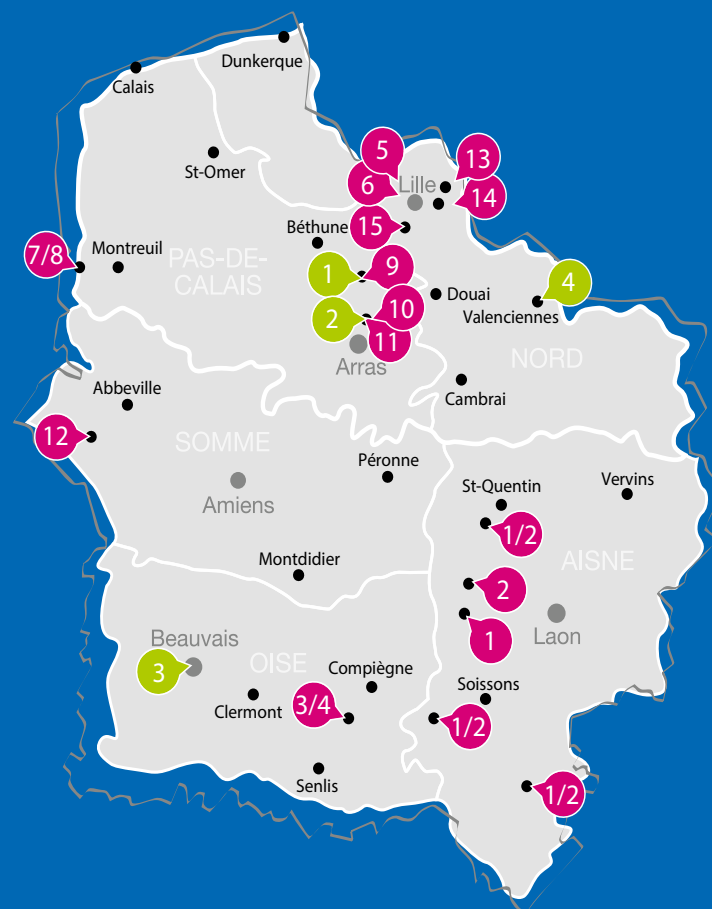 Dunkerque
Calais
St-Omer
5
13
6
Lille
14
15
Béthune
7/8
Montreuil
PAS-DE-
CALAIS
1
9
4
Douai
Valenciennes
2
10
11
Arras
NORD
Cambrai
Abbeville
12
SOMME
Péronne
Amiens
St-Quentin
Vervins
1/2
AISNE
Montdidier
2
1
Laon
Beauvais
3
OISE
Compiègne
Clermont
3/4
Soissons
1/2
Senlis
1/2